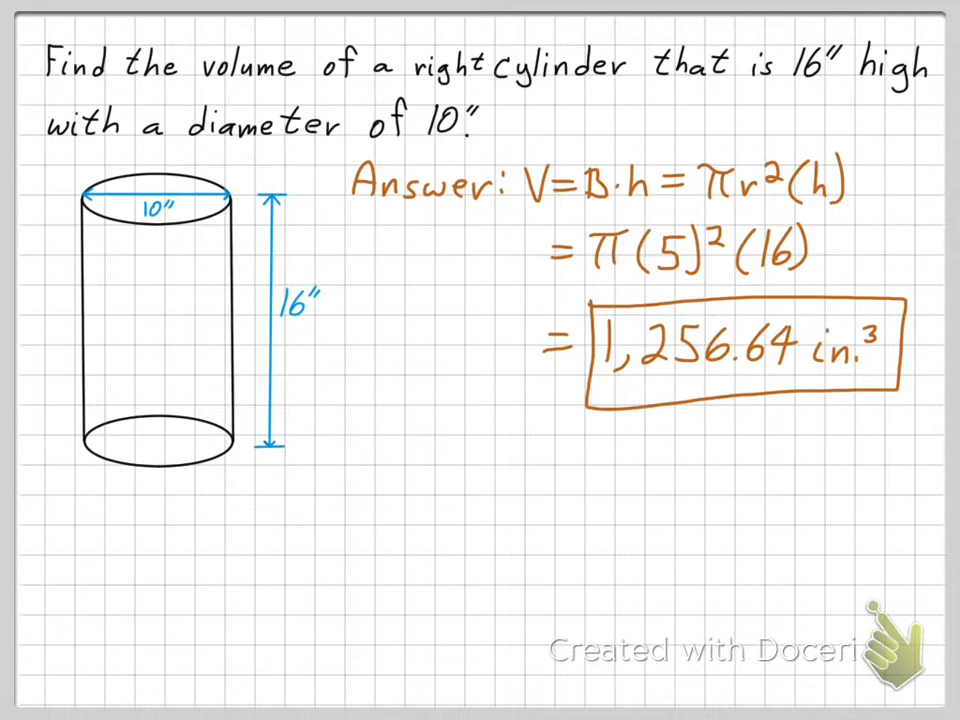 Find the volume of a right cylinder that is 16" high
with a diameter of 10".
Answer: V = B·h = πr²(h)
10"
= π(5)²(16)
16"
= 1,256.64 in.³
Created with Doceri